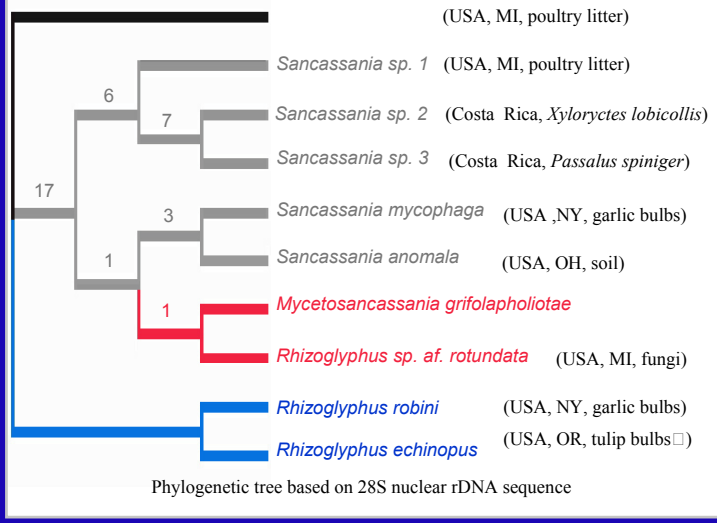 (USA, MI, poultry litter)
Sancassania sp. 1 (USA, MI, poultry litter)
6
Sancassania sp. 2 (Costa Rica, Xyloryctes lobicollis)
7
Sancassania sp. 3 (Costa Rica, Passalus spiniger)
17
Sancassania mycophaga (USA ,NY, garlic bulbs)
3
Sancassania anomala (USA, OH, soil)
1
Mycetosancassania grifolapholiotae
1
Rhizoglyphus sp. af. rotundata (USA, MI, fungi)
Rhizoglyphus robini (USA, NY, garlic bulbs)
Rhizoglyphus echinopus (USA, OR, tulip bulbs□)
Phylogenetic tree based on 28S nuclear rDNA sequence